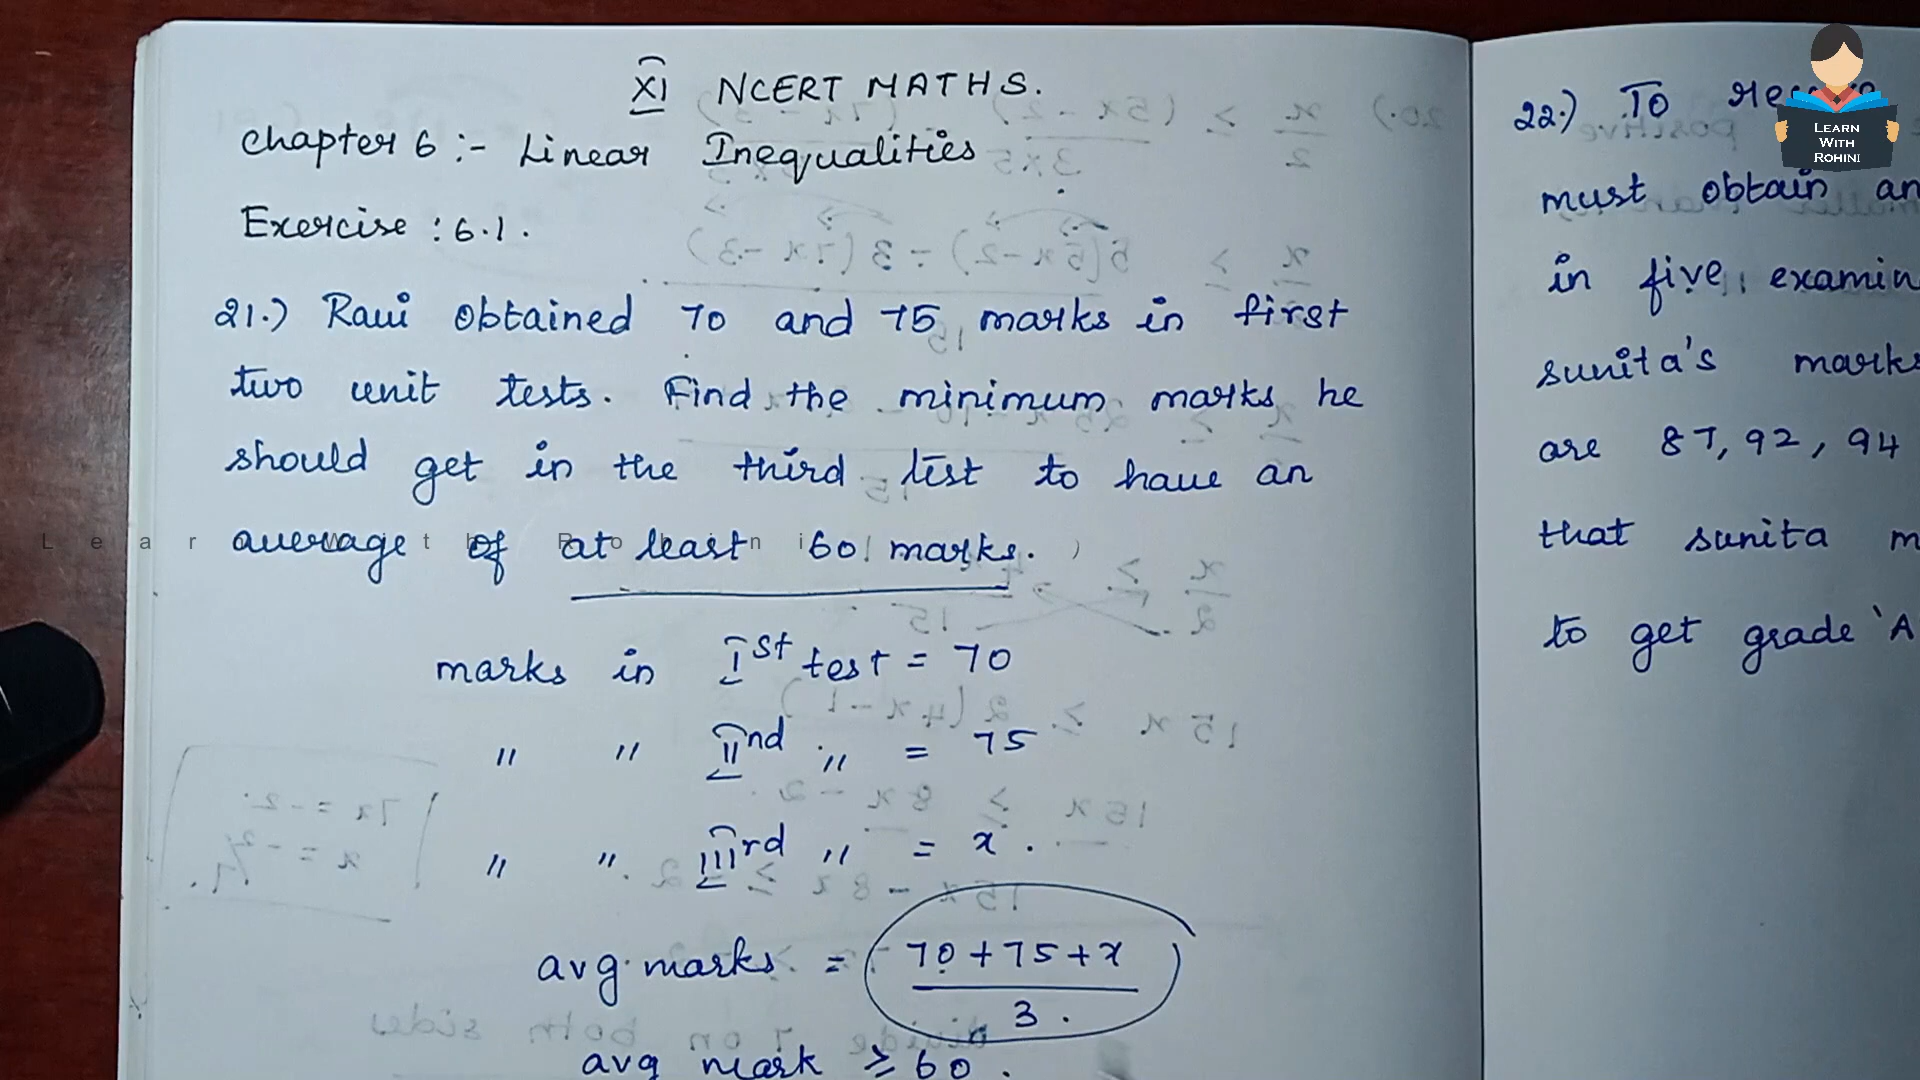 XI NCERT MATHS.
Chapter 6 :- Linear Inequalities
Exercise : 6.1.
21.) Ravi obtained 70 and 75 marks in first
two unit tests. Find the minimum marks he
should get in the third test to have an
average of at least 60 marks.
marks in Ist test = 70
" " IInd " = 75
" " IIIrd " = x.
avg. marks = 70+75+x
3.
avg mark ≥ 60.
22.) To
must obtain an
in five examin
sunita's marks
are 87, 92, 94
that sunita m
to get grade 'A
LEARN
WITH
ROHINI
Learn With Rohini